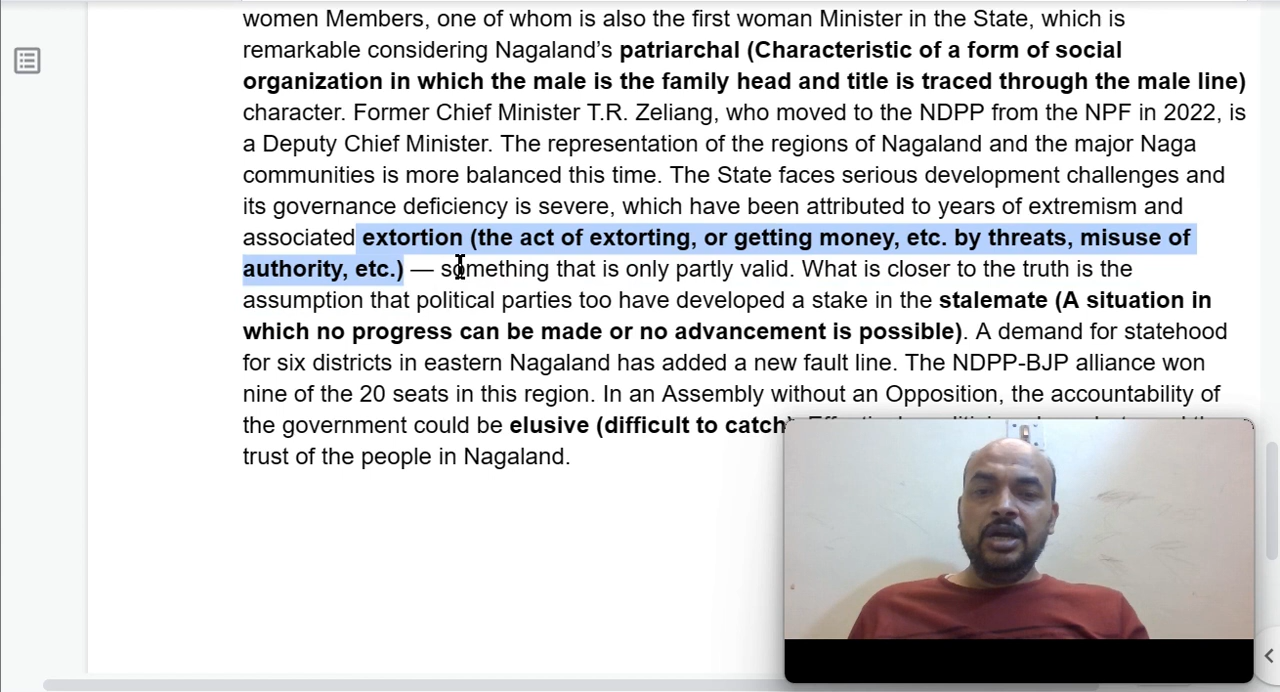 women Members, one of whom is also the first woman Minister in the State, which is
remarkable considering Nagaland’s patriarchal (Characteristic of a form of social
organization in which the male is the family head and title is traced through the male line)
character. Former Chief Minister T.R. Zeliang, who moved to the NDPP from the NPF in 2022, is
a Deputy Chief Minister. The representation of the regions of Nagaland and the major Naga
communities is more balanced this time. The State faces serious development challenges and
its governance deficiency is severe, which have been attributed to years of extremism and
associated extortion (the act of extorting, or getting money, etc. by threats, misuse of
authority, etc.) — something that is only partly valid. What is closer to the truth is the
assumption that political parties too have developed a stake in the stalemate (A situation in
which no progress can be made or no advancement is possible). A demand for statehood
for six districts in eastern Nagaland has added a new fault line. The NDPP-BJP alliance won
nine of the 20 seats in this region. In an Assembly without an Opposition, the accountability of
the government could be elusive (difficult to catch)
trust of the people in Nagaland.